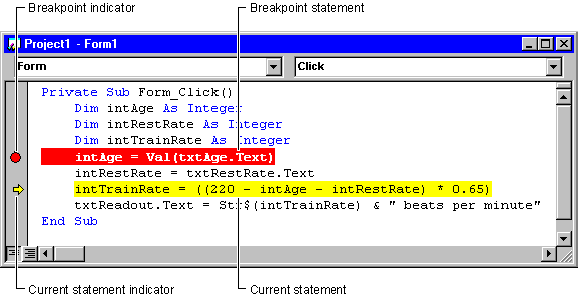 Breakpoint indicator
Breakpoint statement
Project1 - Form1
Form
Click
Private Sub Form_Click()
Dim intAge As Integer
Dim intRestRate As Integer
Dim intTrainRate As Integer
intAge = Val(txtAge.Text)
intRestRate = txtRestRate.Text
intTrainRate = ((220 - intAge - intRestRate) * 0.65)
txtReadout.Text = Str$(intTrainRate) & " beats per minute"
End Sub
Current statement indicator
Current statement